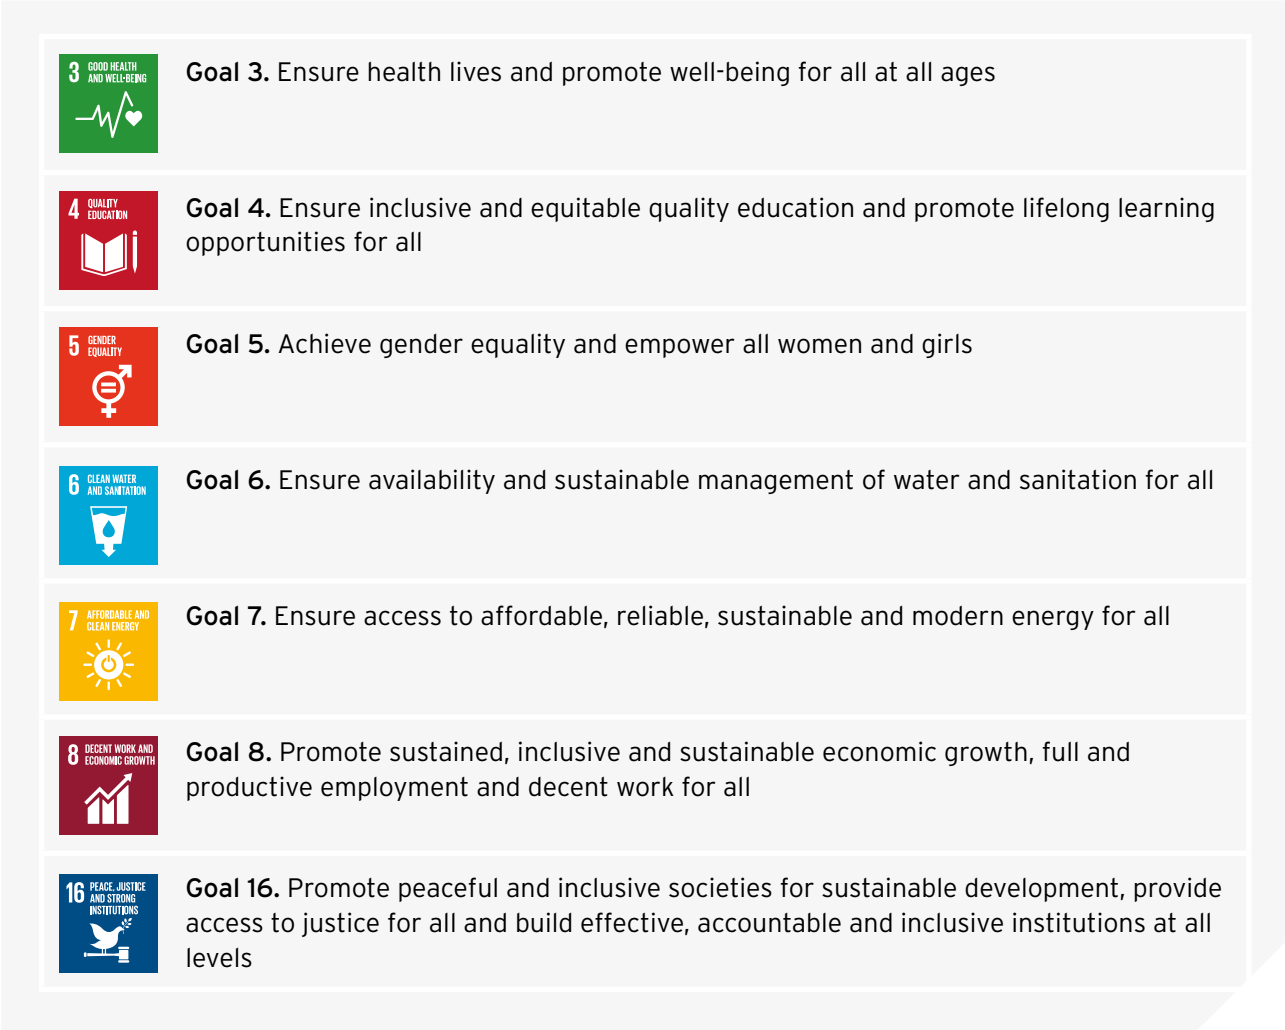 3 GOOD HEALTH
AND WELL-BEING
Goal 3. Ensure health lives and promote well-being for all at all ages
4 QUALITY
EDUCATION
Goal 4. Ensure inclusive and equitable quality education and promote lifelong learning
opportunities for all
5 GENDER
EQUALITY
Goal 5. Achieve gender equality and empower all women and girls
6 CLEAN WATER
AND SANITATION
Goal 6. Ensure availability and sustainable management of water and sanitation for all
7 AFFORDABLE AND
CLEAN ENERGY
Goal 7. Ensure access to affordable, reliable, sustainable and modern energy for all
8 DECENT WORK AND
ECONOMIC GROWTH
Goal 8. Promote sustained, inclusive and sustainable economic growth, full and
productive employment and decent work for all
16 PEACE, JUSTICE
AND STRONG
INSTITUTIONS
Goal 16. Promote peaceful and inclusive societies for sustainable development, provide
access to justice for all and build effective, accountable and inclusive institutions at all
levels